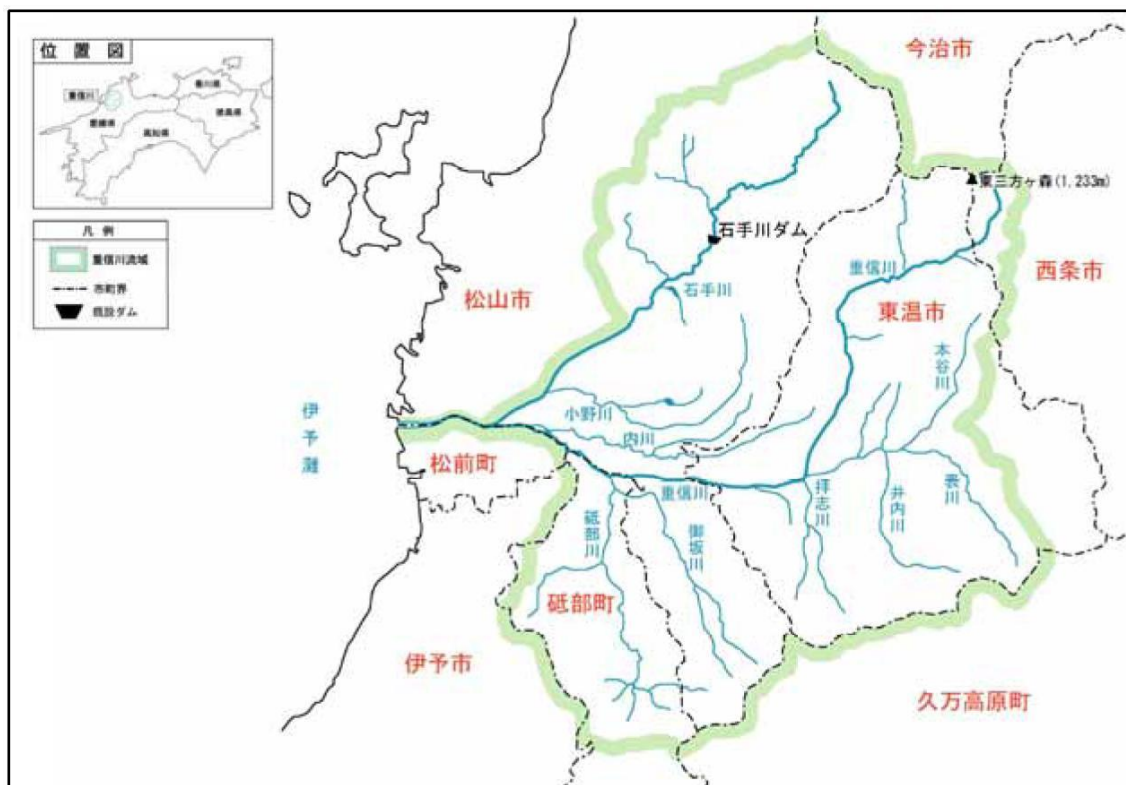 位置図
重信川
愛媛県
香川県
徳島県
高知県
凡例
重信川流域
市町界
既設ダム
今治市
東三方ヶ森(1,233m)
石手川ダム
西条市
重信川
石手川
松山市
東温市
本谷川
伊予灘
小野川
内川
松前町
重信川
拝志川
井内川
表川
砥部川
御坂川
砥部町
伊予市
久万高原町